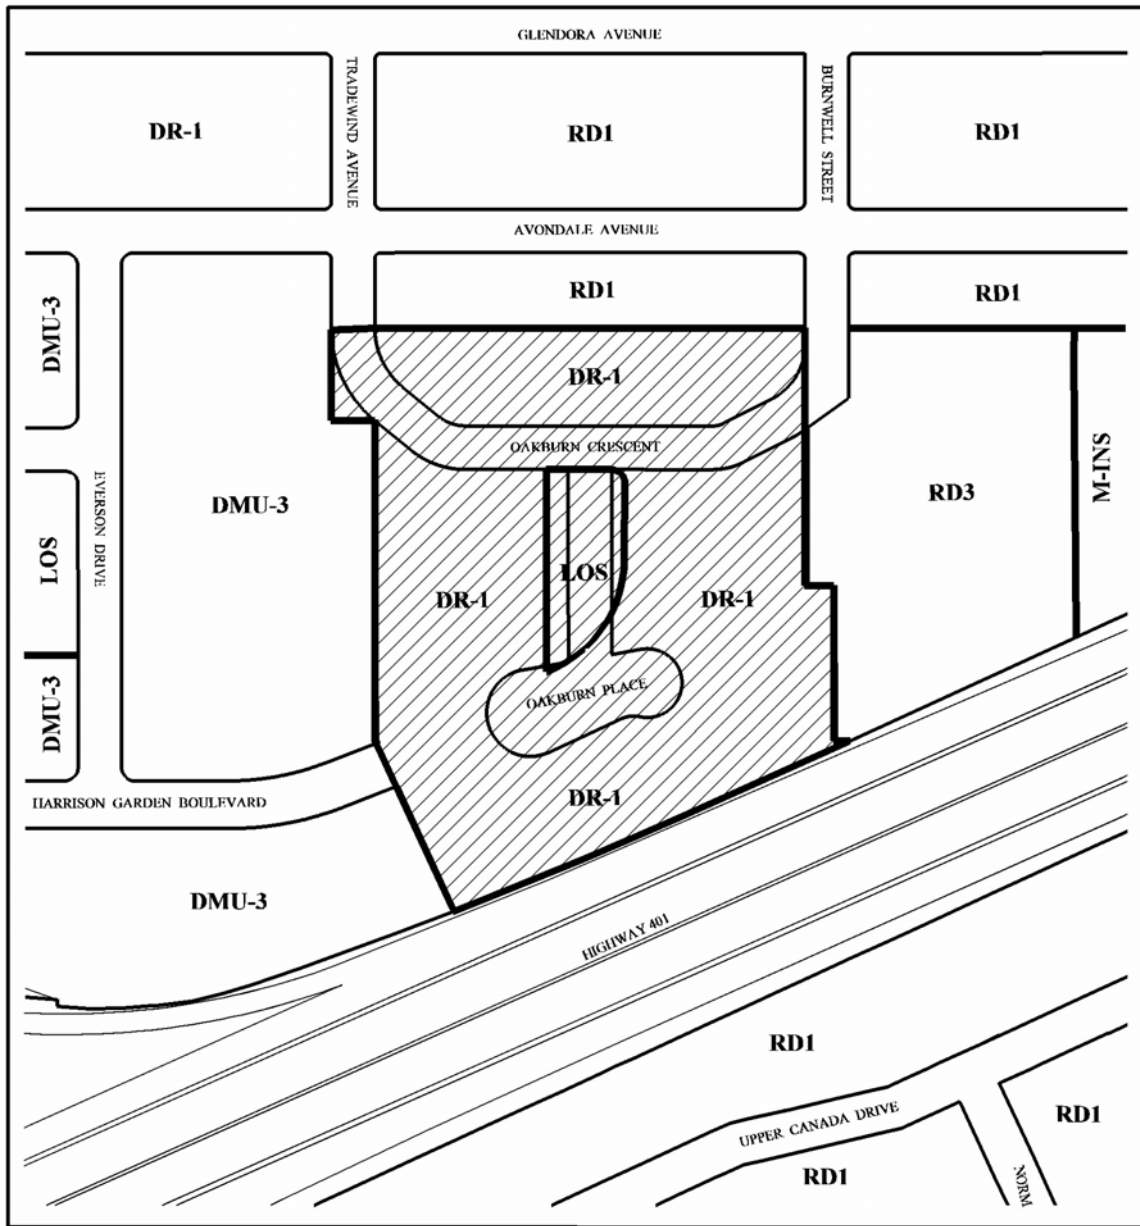 GLENDORA AVENUE
TRADEWIND AVENUE
BURNWELL STREET
DR-1
RD1
RD1
AVONDALE AVENUE
DMU-3
RD1
RD1
DR-1
OAKBURN CRESCENT
M-INS
EVERSON DRIVE
DMU-3
RD3
LOS
LOS
DR-1
DR-1
DMU-3
OAKBURN PLACE
HARRISON GARDEN BOULEVARD
DR-1
DMU-3
HIGHWAY 401
RD1
UPPER CANADA DRIVE
RD1
RD1
NORM